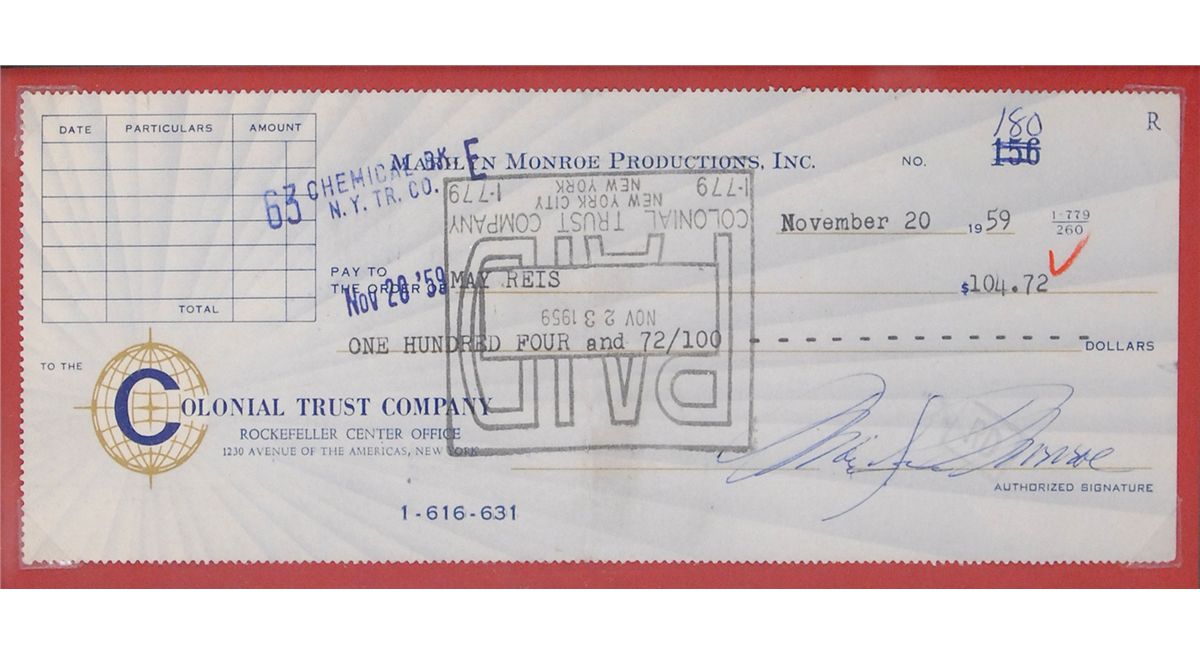 DATE PARTICULARS AMOUNT
TOTAL
MARILYN MONROE PRODUCTIONS, INC.
NO. 156
180
R
63 CHEMICAL BK. E
N.Y. TR. CO.
NOV 20 '59
November 20 1959
1-779
260
PAY TO
THE ORDER OF MAY REIS
$104.72
ONE HUNDRED FOUR and 72/100 - - - - - - - - - - - - - - - - DOLLARS
PAID
NOV 23 1959
COLONIAL TRUST COMPANY
NEW YORK CITY
1-779 NEW YORK 1-779
TO THE
COLONIAL TRUST COMPANY
ROCKEFELLER CENTER OFFICE
1230 AVENUE OF THE AMERICAS, NEW YORK
Marilyn Monroe
AUTHORIZED SIGNATURE
1-616-631